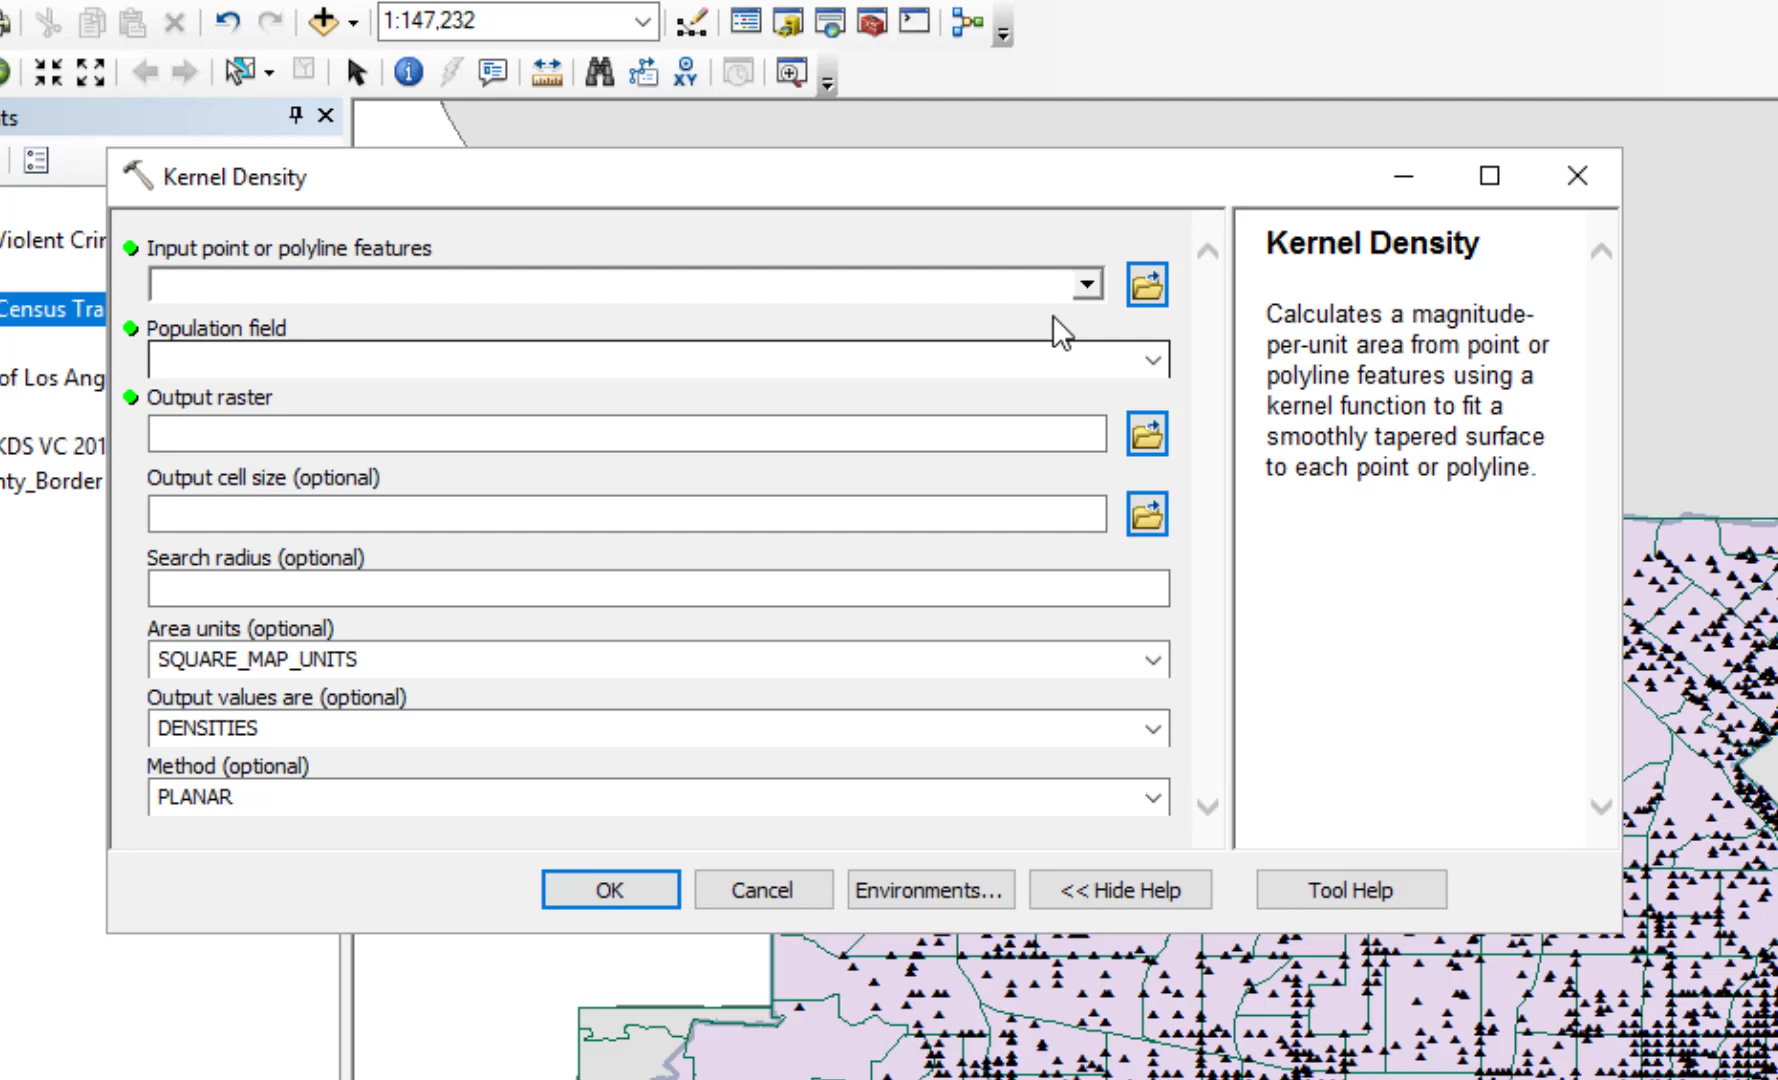 1:147,232
XY
ts
Kernel Density
Violent Crin
Census Tra
of Los Ang
KDS VC 201
nty_Border
Input point or polyline features
Population field
Output raster
Output cell size (optional)
Search radius (optional)
Area units (optional)
SQUARE_MAP_UNITS
Output values are (optional)
DENSITIES
Method (optional)
PLANAR
Kernel Density
Calculates a magnitude-
per-unit area from point or
polyline features using a
kernel function to fit a
smoothly tapered surface
to each point or polyline.
OK
Cancel
Environments...
<< Hide Help
Tool Help